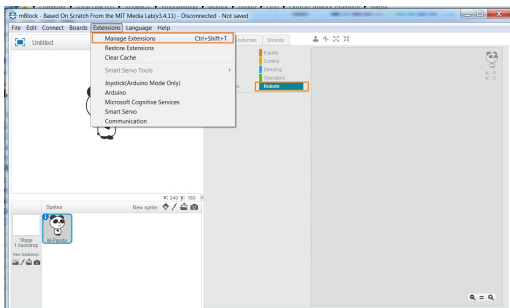 mBlock - Based On Scratch From the MIT Media Lab(v3.4.11) - Disconnected - Not saved
File Edit Connect Boards Extensions Language Help
Untitled
Manage Extensions Ctrl+Shift+T
Restore Extensions
Clear Cache
Smart Servo Tools
Joystick(Arduino Mode Only)
Arduino
Microsoft Cognitive Services
Smart Servo
Communication
Costumes Sounds
Events
Control
Sensing
Operators
Robots
X: 240 Y: 180
Sprites New sprite:
Stage
1 backdrop
M-Panda
New backdrop: